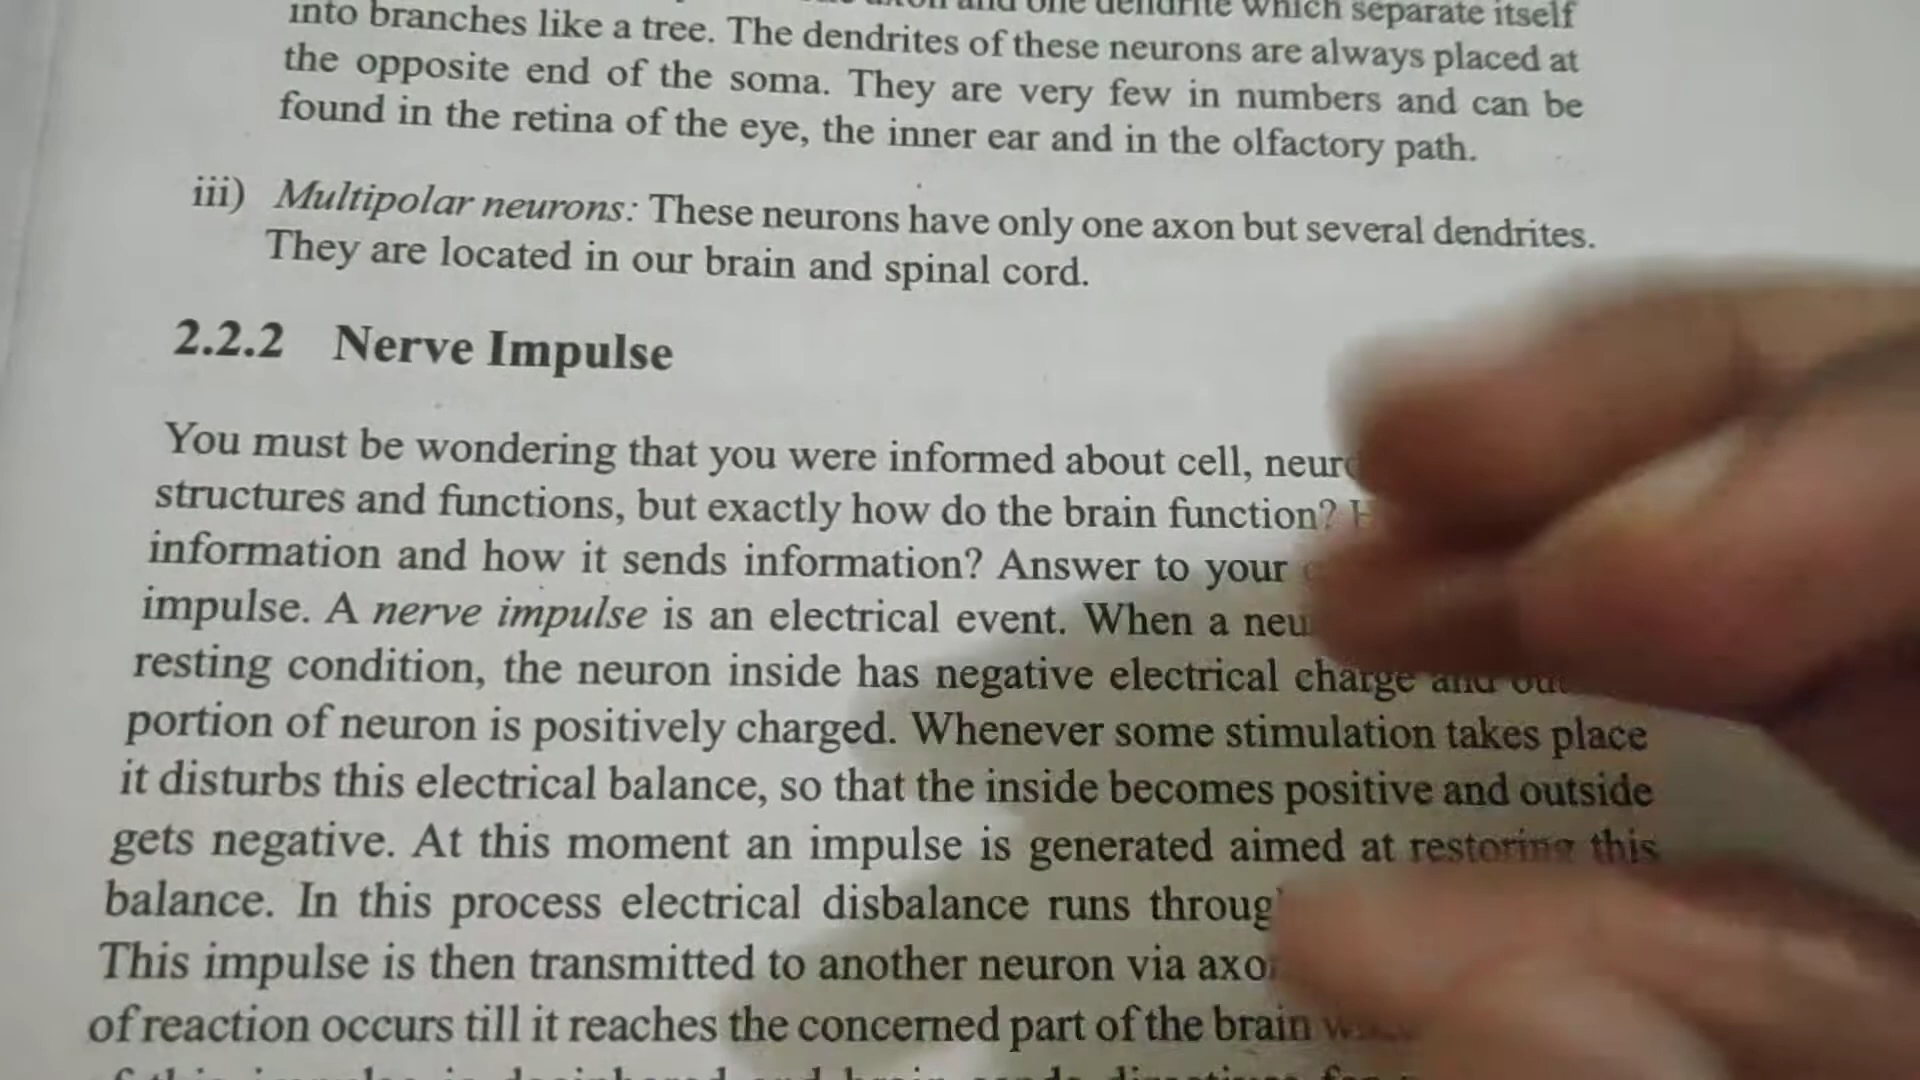 axon and one dendrite which separate itself
into branches like a tree. The dendrites of these neurons are always placed at
the opposite end of the soma. They are very few in numbers and can be
found in the retina of the eye, the inner ear and in the olfactory path.
iii) Multipolar neurons: These neurons have only one axon but several dendrites.
They are located in our brain and spinal cord.
2.2.2 Nerve Impulse
You must be wondering that you were informed about cell,
structures and functions, but exactly how do the brain function?
information and how it sends information? Answer to your
impulse. A nerve impulse is an electrical event. When a
resting condition, the neuron inside has negative electrical charge and
portion of neuron is positively charged. Whenever some stimulation takes place
it disturbs this electrical balance, so that the inside becomes positive and outside
gets negative. At this moment an impulse is generated aimed at restoring this
balance. In this process electrical disbalance runs
This impulse is then transmitted to another neuron via
of reaction occurs till it reaches the concerned part of the brain